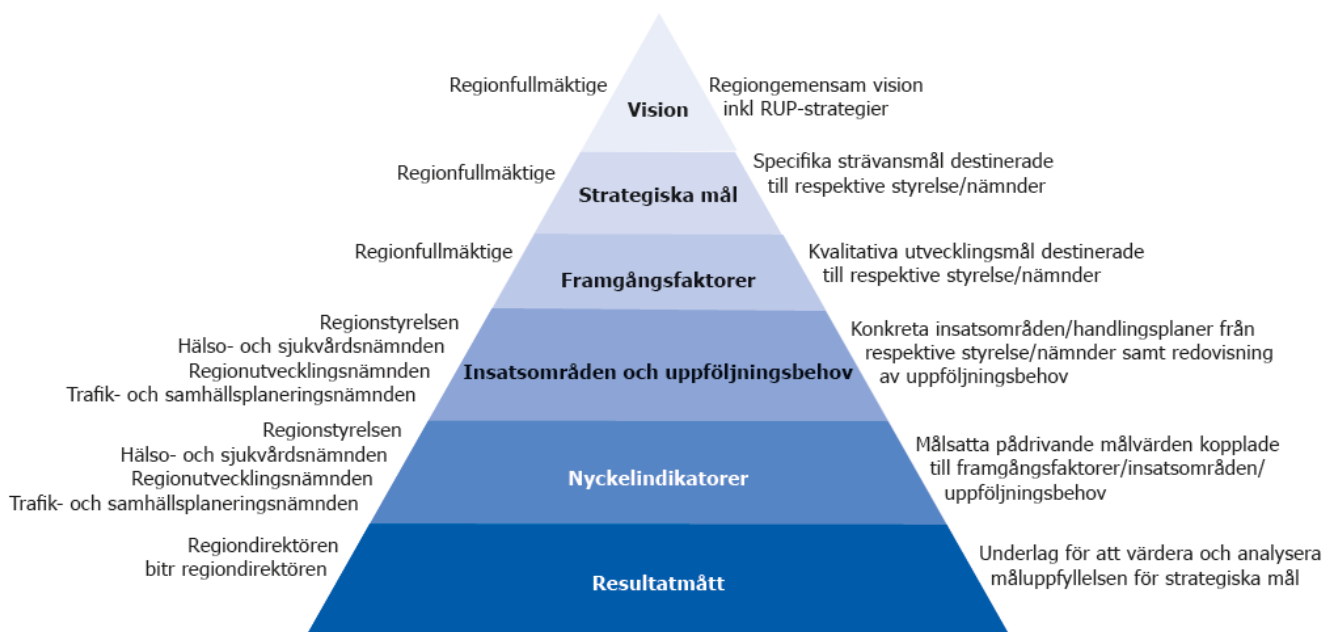 Regionfullmäktige
Vision
Regiongemensam vision
inkl RUP-strategier
Regionfullmäktige
Strategiska mål
Specifika strävansmål destinerade
till respektive styrelse/nämnder
Regionfullmäktige
Framgångsfaktorer
Kvalitativa utvecklingsmål destinerade
till respektive styrelse/nämnder
Regionstyrelsen
Hälso- och sjukvårdsnämnden
Regionutvecklingsnämnden
Trafik- och samhällsplaneringsnämnden
Insatsområden och uppföljningsbehov
Konkreta insatsområden/handlingsplaner från
respektive styrelse/nämnder samt redovisning
av uppföljningsbehov
Regionstyrelsen
Hälso- och sjukvårdsnämnden
Regionutvecklingsnämnden
Trafik- och samhällsplaneringsnämnden
Nyckelindikatorer
Målsatta pådrivande målvärden kopplade
till framgångsfaktorer/insatsområden/
uppföljningsbehov
Regiondirektören
bitr regiondirektören
Resultatmått
Underlag för att värdera och analysera
måluppfyllelsen för strategiska mål